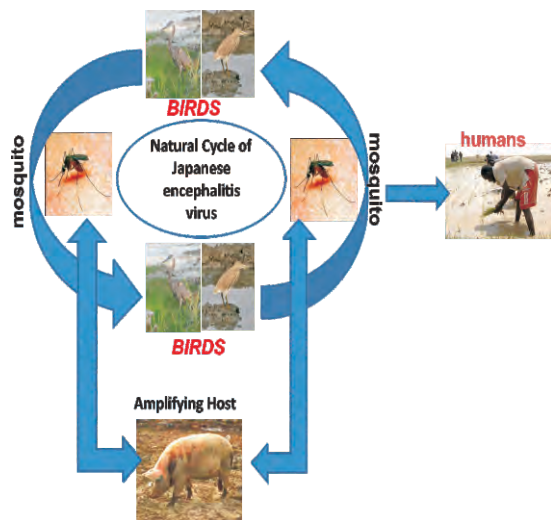 BIRDS
mosquito
Natural Cycle of
Japanese
encephalitis
virus
mosquito
humans
BIRDS
Amplifying Host